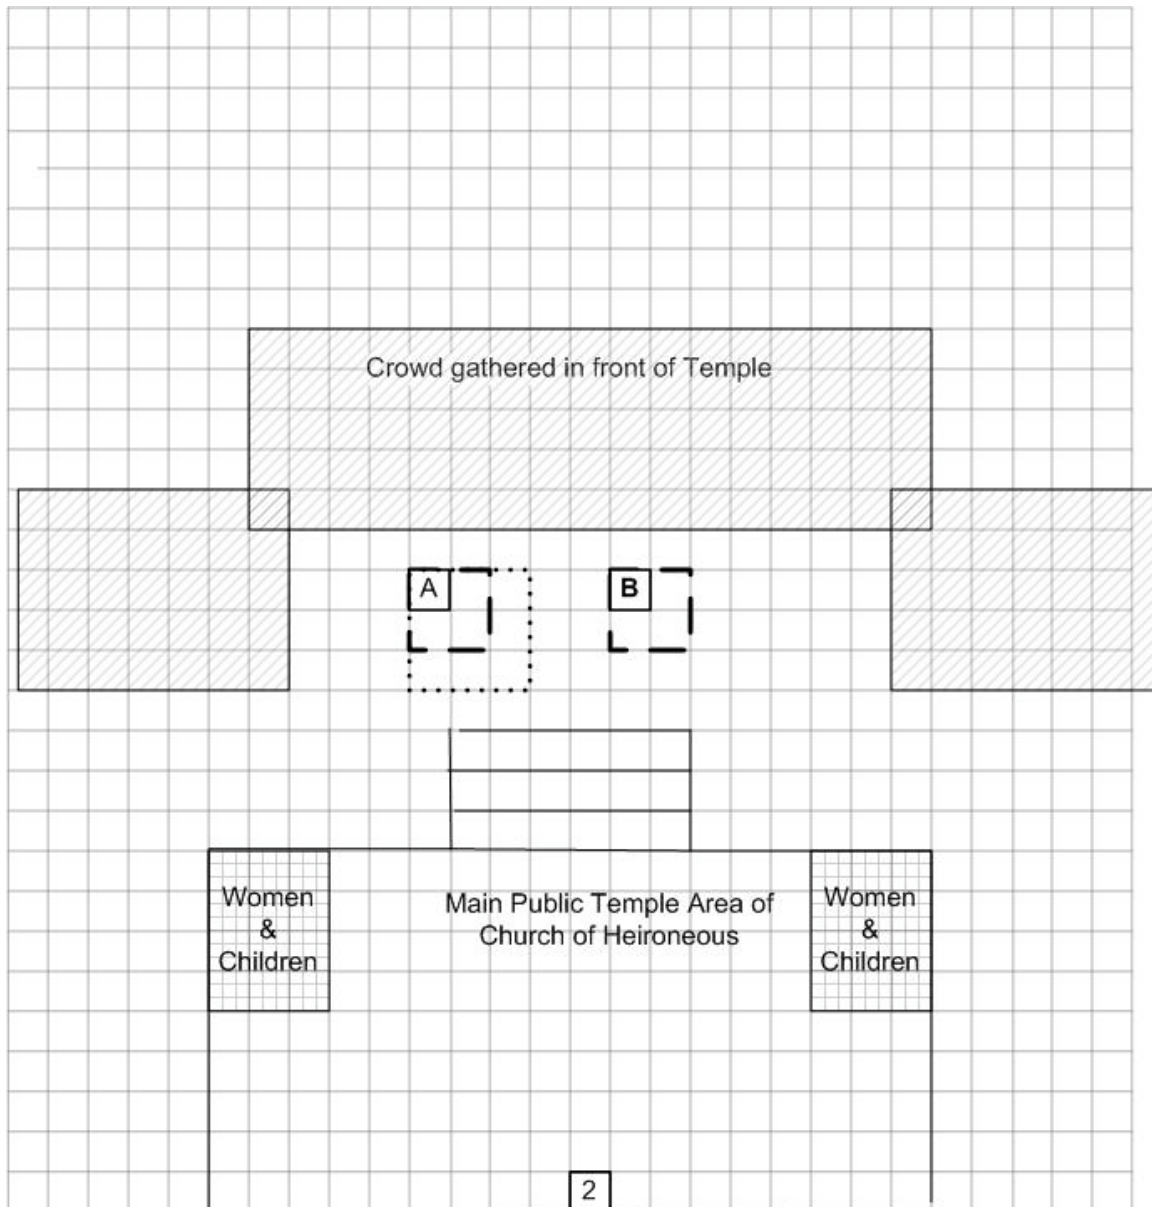 Crowd gathered in front of Temple
A
B
Women
&
Children
Main Public Temple Area of
Church of Heironeous
Women
&
Children
2